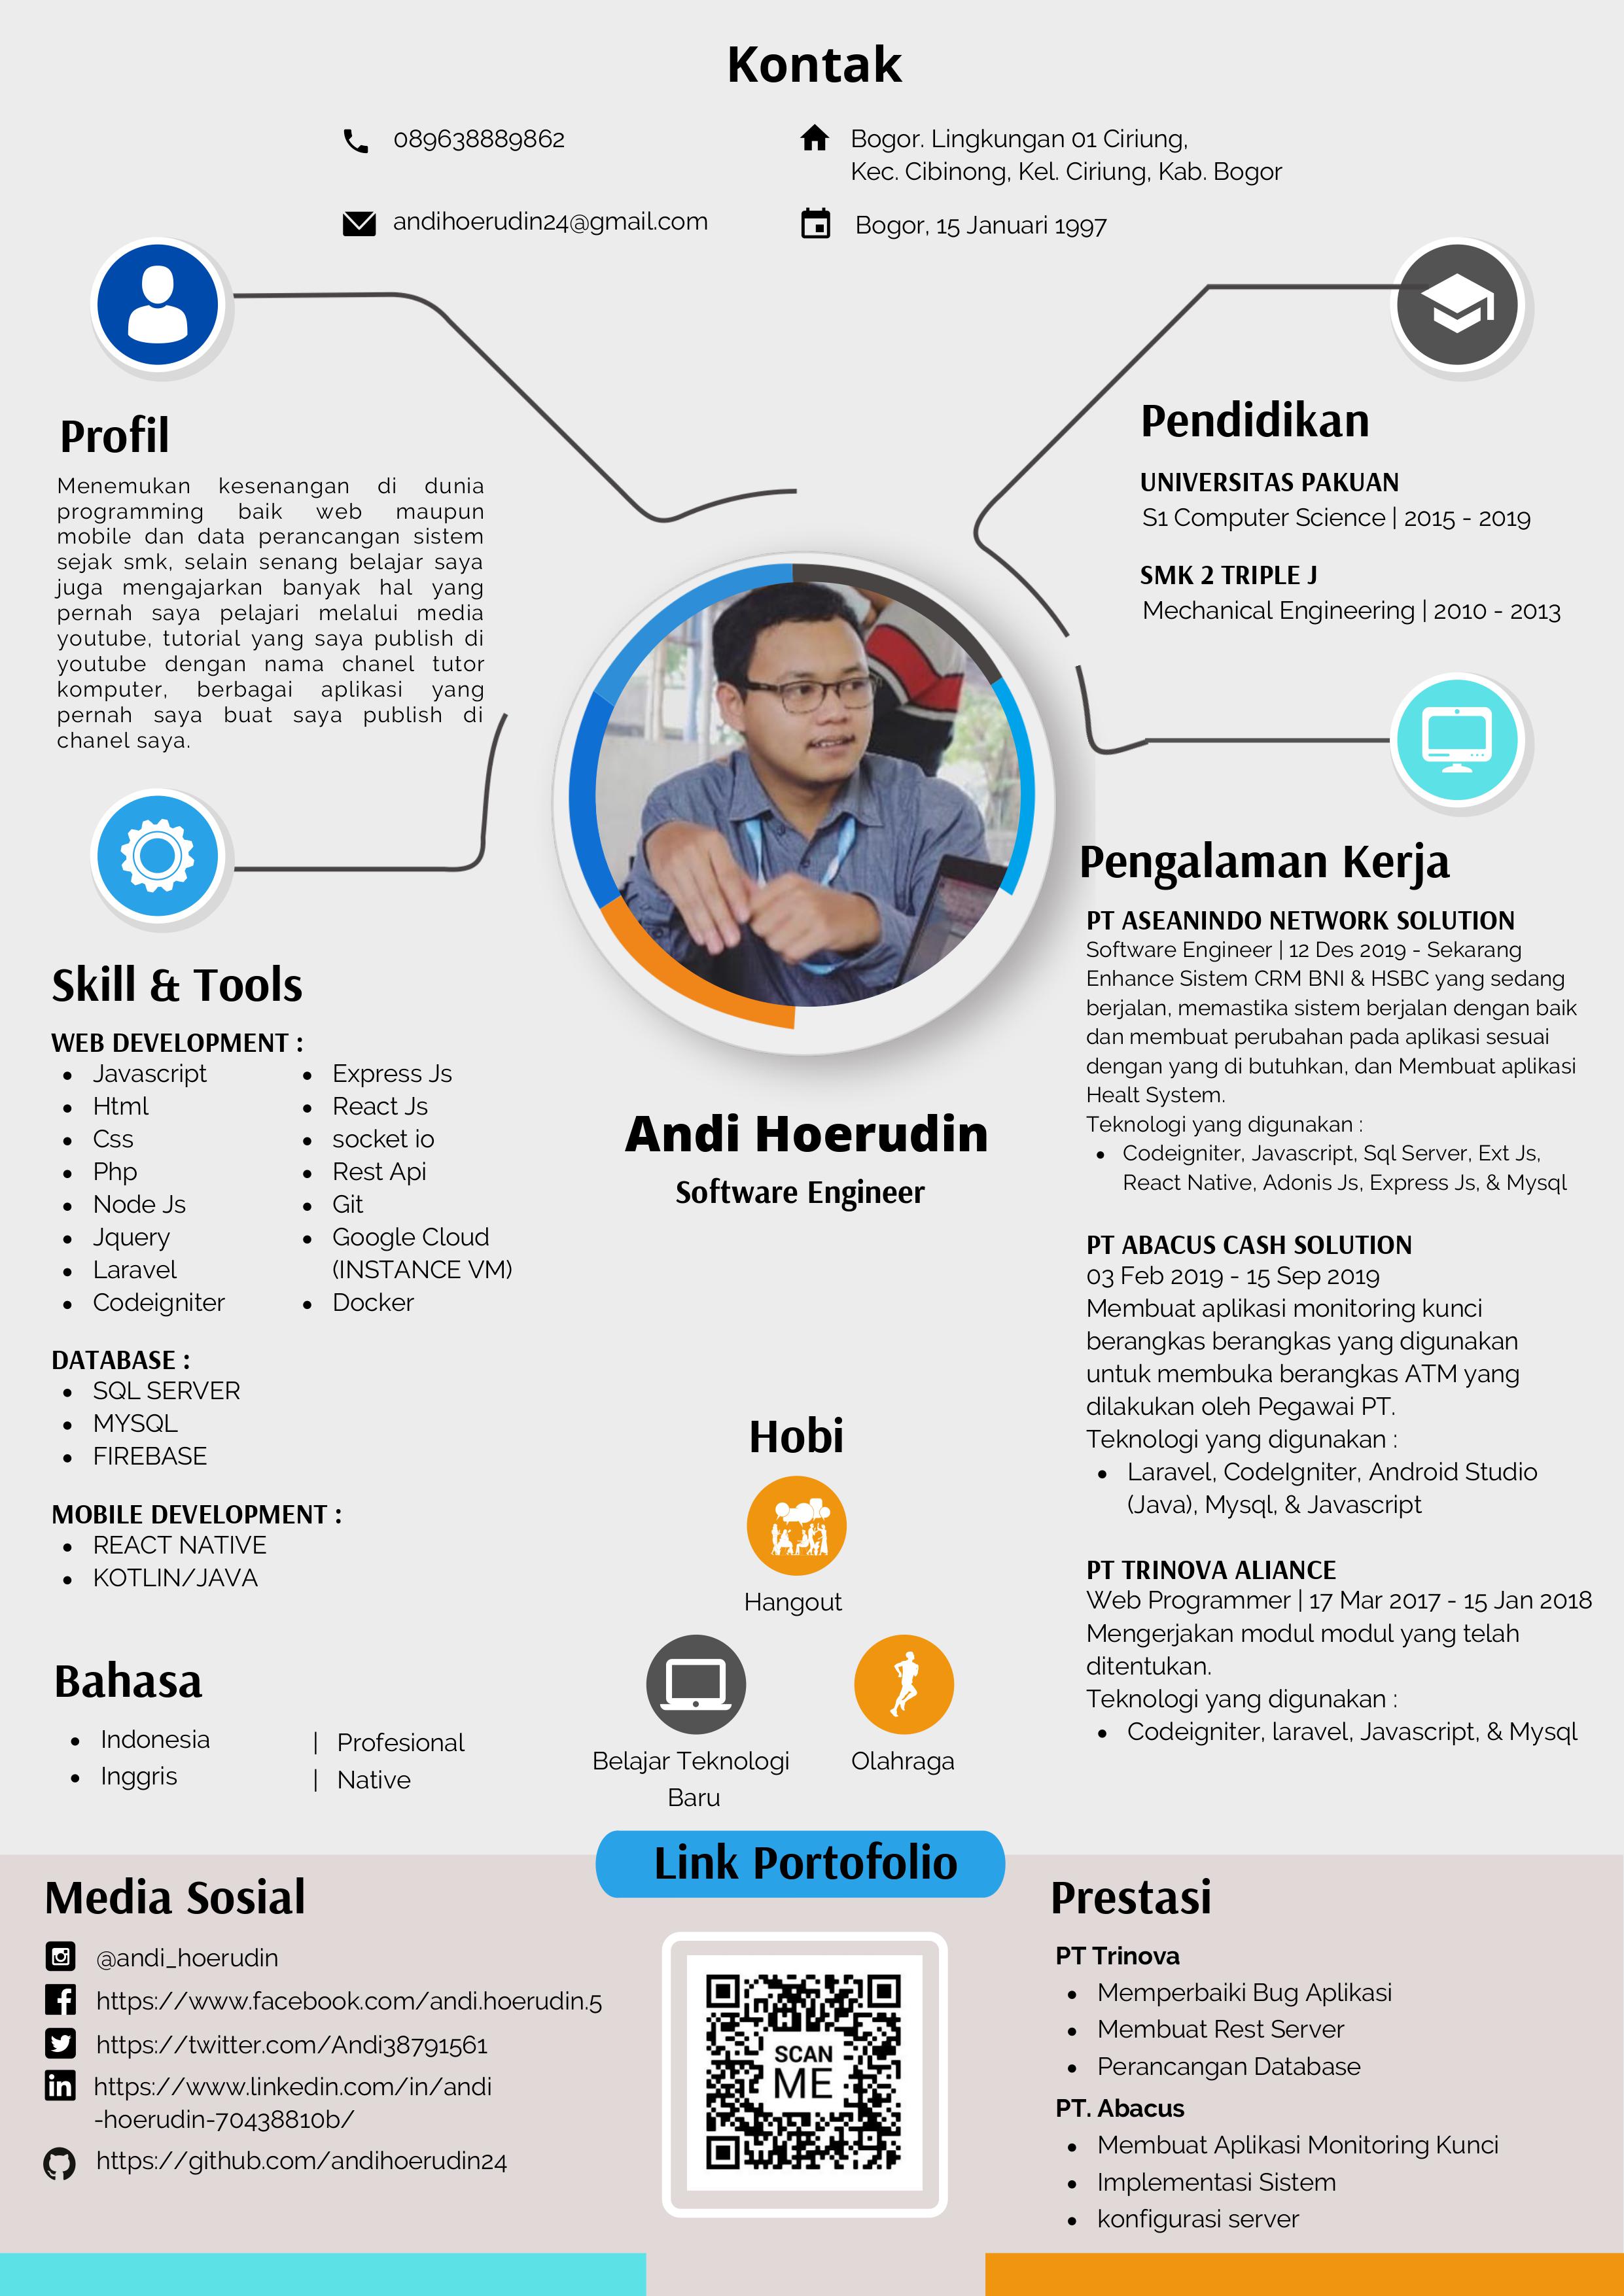 Kontak
089638889862
andihoerudin24@gmail.com
Bogor. Lingkungan 01 Ciriung,
Kec. Cibinong, Kel. Ciriung, Kab. Bogor
Bogor, 15 Januari 1997
Profil
Menemukan kesenangan di dunia
programming baik web maupun
mobile dan data perancangan sistem
sejak smk, selain senang belajar saya
juga mengajarkan banyak hal yang
pernah saya pelajari melalui media
youtube, tutorial yang saya publish di
youtube dengan nama chanel tutor
komputer, berbagai aplikasi yang
pernah saya buat saya publish di
chanel saya.
Skill & Tools
WEB DEVELOPMENT :
• Javascript
• Html
• Css
• Php
• Node Js
• Jquery
• Laravel
• Codeigniter
• Express Js
• React Js
• socket io
• Rest Api
• Git
• Google Cloud
(INSTANCE VM)
• Docker
DATABASE :
• SQL SERVER
• MYSQL
• FIREBASE
MOBILE DEVELOPMENT :
• REACT NATIVE
• KOTLIN/JAVA
Bahasa
• Indonesia | Profesional
• Inggris | Native
Andi Hoerudin
Software Engineer
Hobi
Hangout
Belajar Teknologi
Baru
Olahraga
Pendidikan
UNIVERSITAS PAKUAN
S1 Computer Science | 2015 - 2019
SMK 2 TRIPLE J
Mechanical Engineering | 2010 - 2013
Pengalaman Kerja
PT ASEANINDO NETWORK SOLUTION
Software Engineer | 12 Des 2019 - Sekarang
Enhance Sistem CRM BNI & HSBC yang sedang
berjalan, memastika sistem berjalan dengan baik
dan membuat perubahan pada aplikasi sesuai
dengan yang di butuhkan, dan Membuat aplikasi
Healt System.
Teknologi yang digunakan :
• Codeigniter, Javascript, Sql Server, Ext Js,
React Native, Adonis Js, Express Js, & Mysql
PT ABACUS CASH SOLUTION
03 Feb 2019 - 15 Sep 2019
Membuat aplikasi monitoring kunci
berangkas berangkas yang digunakan
untuk membuka berangkas ATM yang
dilakukan oleh Pegawai PT.
Teknologi yang digunakan :
• Laravel, CodeIgniter, Android Studio
(Java), Mysql, & Javascript
PT TRINOVA ALIANCE
Web Programmer | 17 Mar 2017 - 15 Jan 2018
Mengerjakan modul modul yang telah
ditentukan.
Teknologi yang digunakan :
• Codeigniter, laravel, Javascript, & Mysql
Media Sosial
@andi_hoerudin
https://www.facebook.com/andi.hoerudin.5
https://twitter.com/Andi38791561
https://www.linkedin.com/in/andi
-hoerudin-70438810b/
https://github.com/andihoerudin24
Link Portofolio
SCAN
ME
Prestasi
PT Trinova
• Memperbaiki Bug Aplikasi
• Membuat Rest Server
• Perancangan Database
PT. Abacus
• Membuat Aplikasi Monitoring Kunci
• Implementasi Sistem
• konfigurasi server